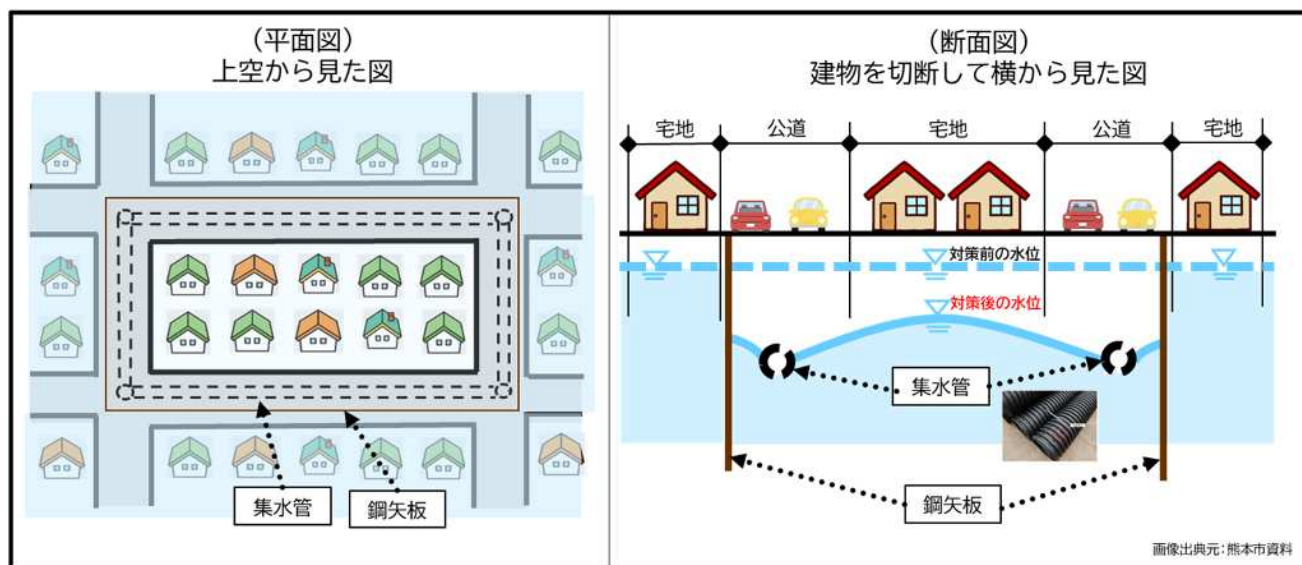 （平面図）
上空から見た図
集水管
鋼矢板
（断面図）
建物を切断して横から見た図
宅地
公道
宅地
公道
宅地
対策前の水位
対策後の水位
集水管
鋼矢板
画像出典元：熊本市資料